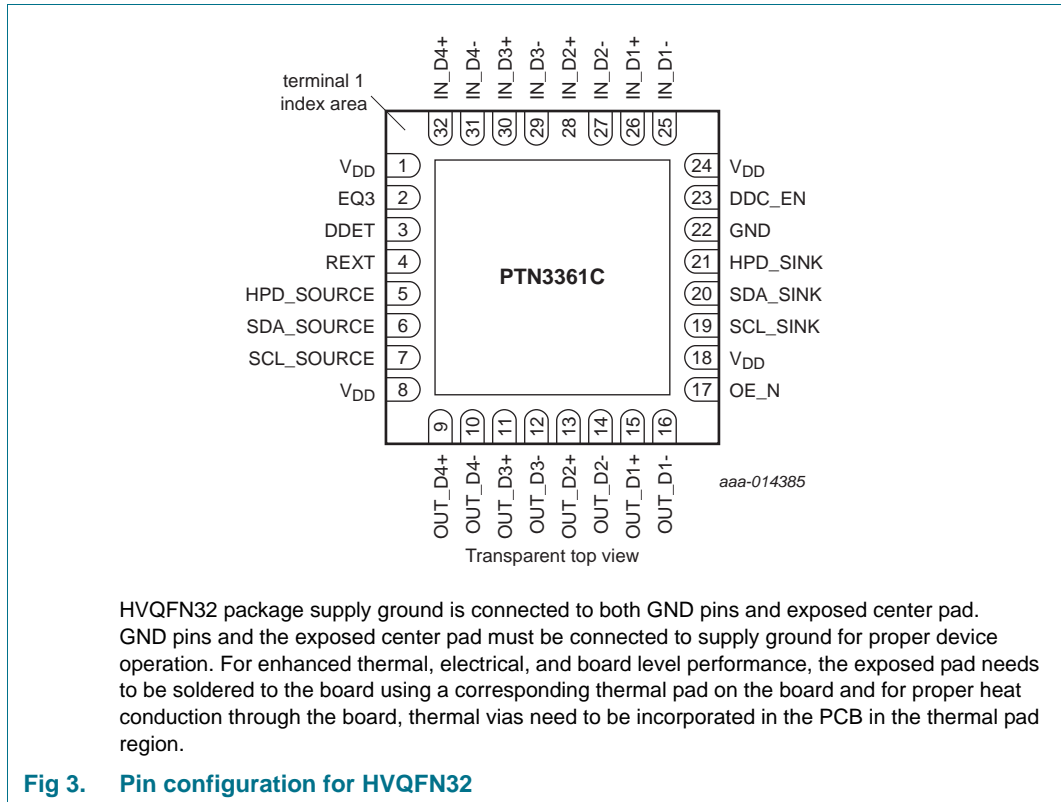 IN_D4+
IN_D4-
IN_D3+
IN_D3-
IN_D2+
IN_D2-
IN_D1+
IN_D1-
terminal 1
index area
32
31
30
29
28
27
26
25
VDD 1
EQ3 2
DDET 3
REXT 4
HPD_SOURCE 5
SDA_SOURCE 6
SCL_SOURCE 7
VDD 8
PTN3361C
24 VDD
23 DDC_EN
22 GND
21 HPD_SINK
20 SDA_SINK
19 SCL_SINK
18 VDD
17 OE_N
9
10
11
12
13
14
15
16
OUT_D4+
OUT_D4-
OUT_D3+
OUT_D3-
OUT_D2+
OUT_D2-
OUT_D1+
OUT_D1-
aaa-014385
Transparent top view
HVQFN32 package supply ground is connected to both GND pins and exposed center pad.
GND pins and the exposed center pad must be connected to supply ground for proper device
operation. For enhanced thermal, electrical, and board level performance, the exposed pad needs
to be soldered to the board using a corresponding thermal pad on the board and for proper heat
conduction through the board, thermal vias need to be incorporated in the PCB in the thermal pad
region.
Fig 3. Pin configuration for HVQFN32